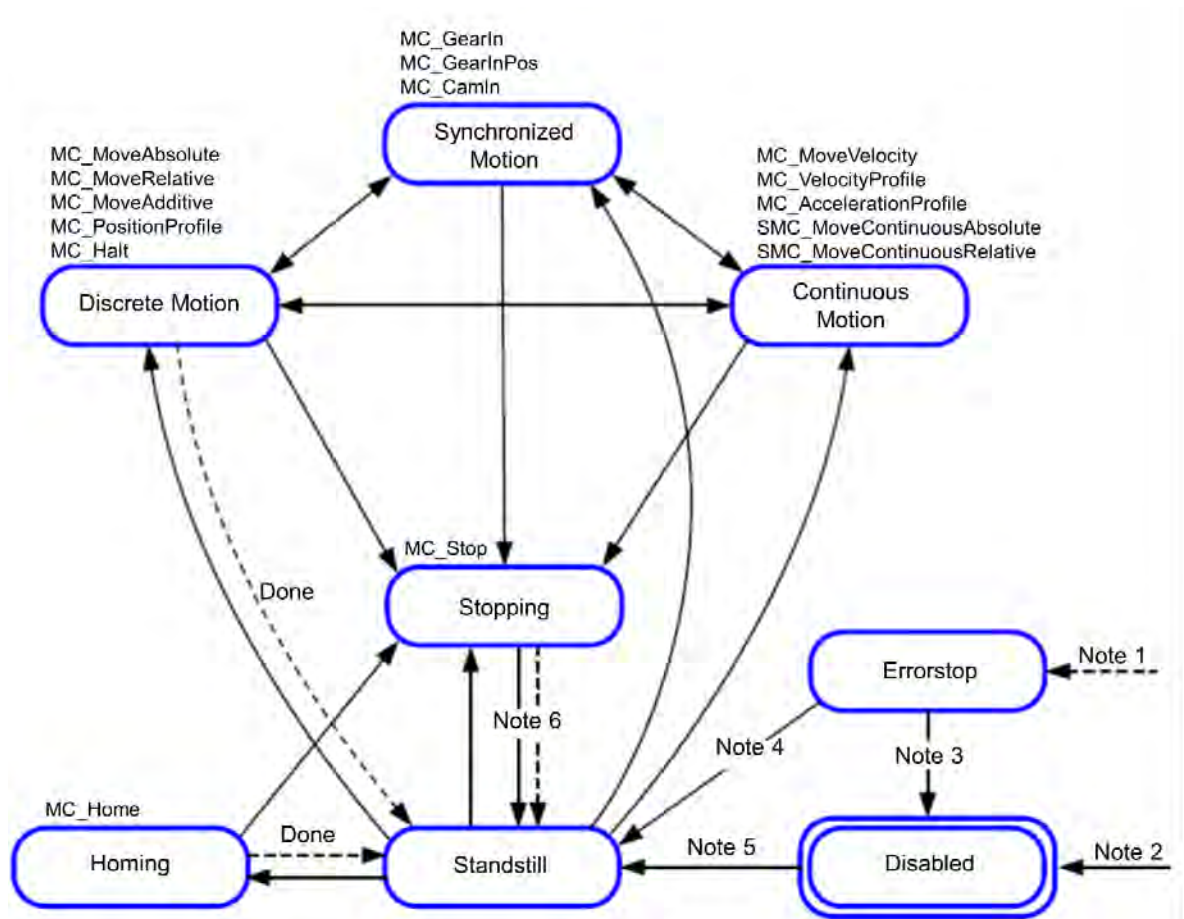 MC_GearIn
MC_GearInPos
MC_CamIn
Synchronized
Motion
MC_MoveAbsolute
MC_MoveRelative
MC_MoveAdditive
MC_PositionProfile
MC_Halt
Discrete Motion
MC_MoveVelocity
MC_VelocityProfile
MC_AccelerationProfile
SMC_MoveContinuousAbsolute
SMC_MoveContinuousRelative
Continuous
Motion
Done
MC_Stop
Stopping
Note 6
Errorstop
Note 1
Note 4
Note 3
MC_Home
Homing
Done
Standstill
Note 5
Disabled
Note 2